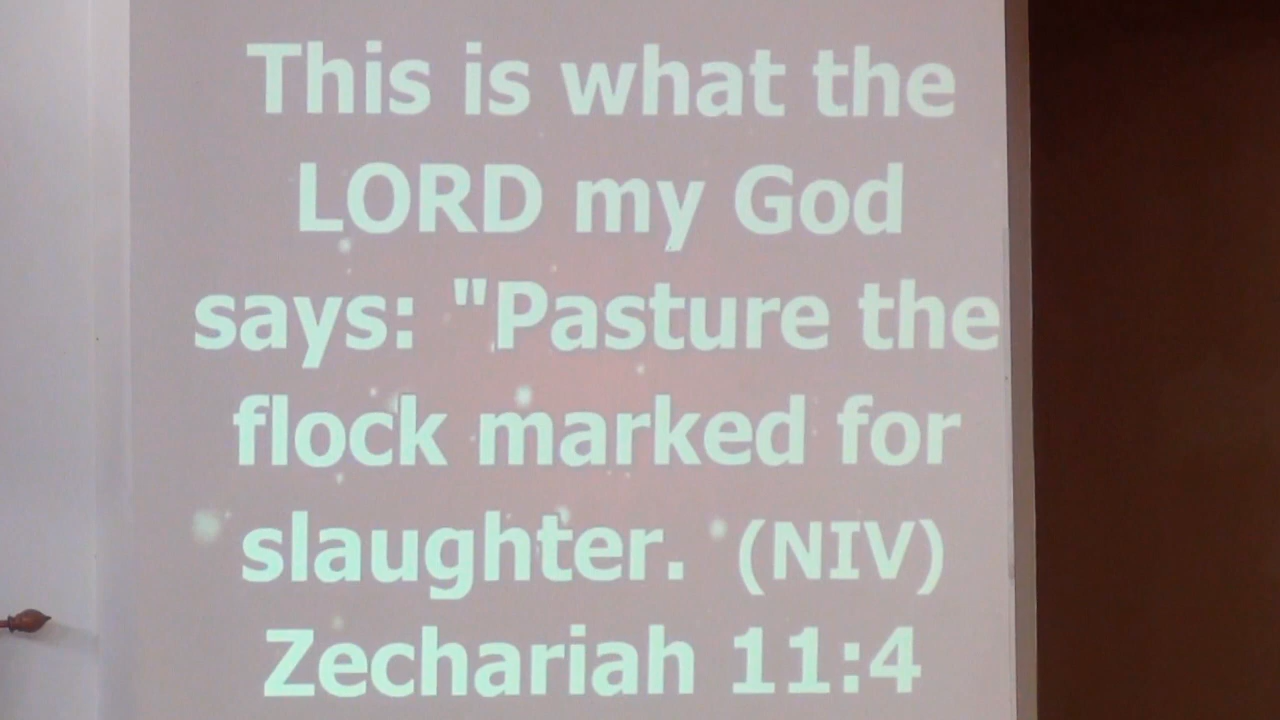 This is what the
LORD my God
says: "Pasture the
flock marked for
slaughter. (NIV)
Zechariah 11:4